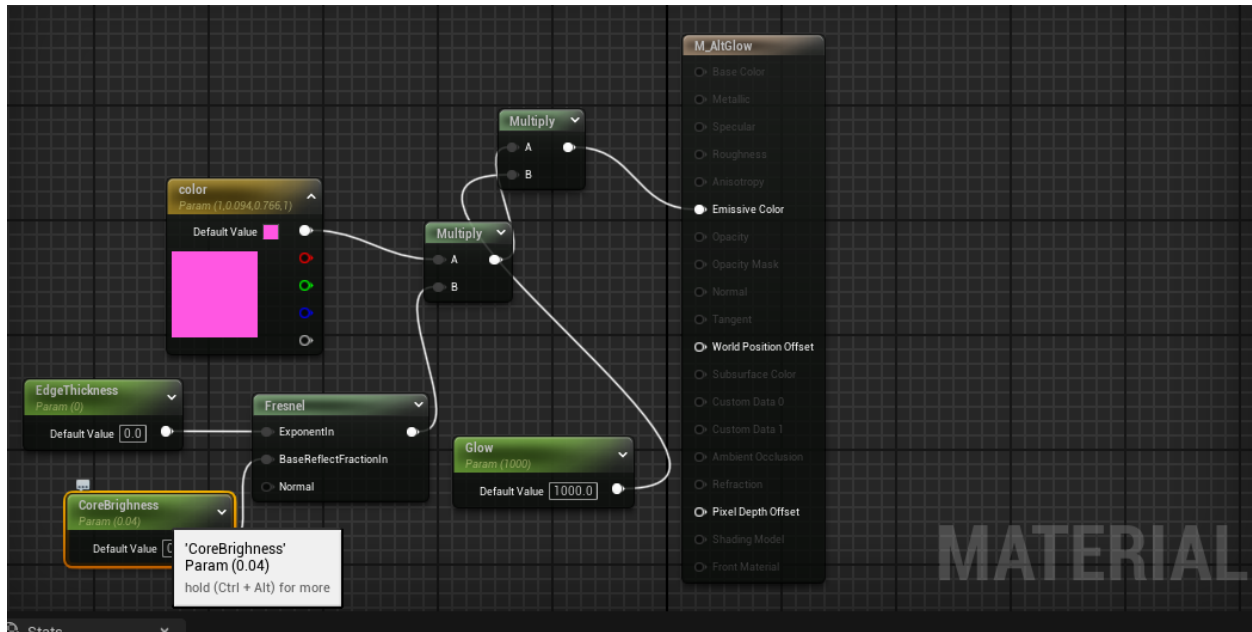 M_AltGlow
Base Color
Metallic
Specular
Roughness
Anisotropy
Emissive Color
Opacity
Opacity Mask
Normal
Tangent
World Position Offset
Subsurface Color
Custom Data 0
Custom Data 1
Ambient Occlusion
Refraction
Pixel Depth Offset
Shading Model
Front Material
Multiply
A
B
color
Param (1,0.094,0.766,1)
Default Value
Multiply
A
B
EdgeThickness
Param (0)
Default Value 0.0
Fresnel
ExponentIn
BaseReflectFractionIn
Normal
Glow
Param (1000)
Default Value 1000.0
CoreBrighness
Param (0.04)
Default Value
'CoreBrighness'
Param (0.04)
hold (Ctrl + Alt) for more
MATERIAL
Stats